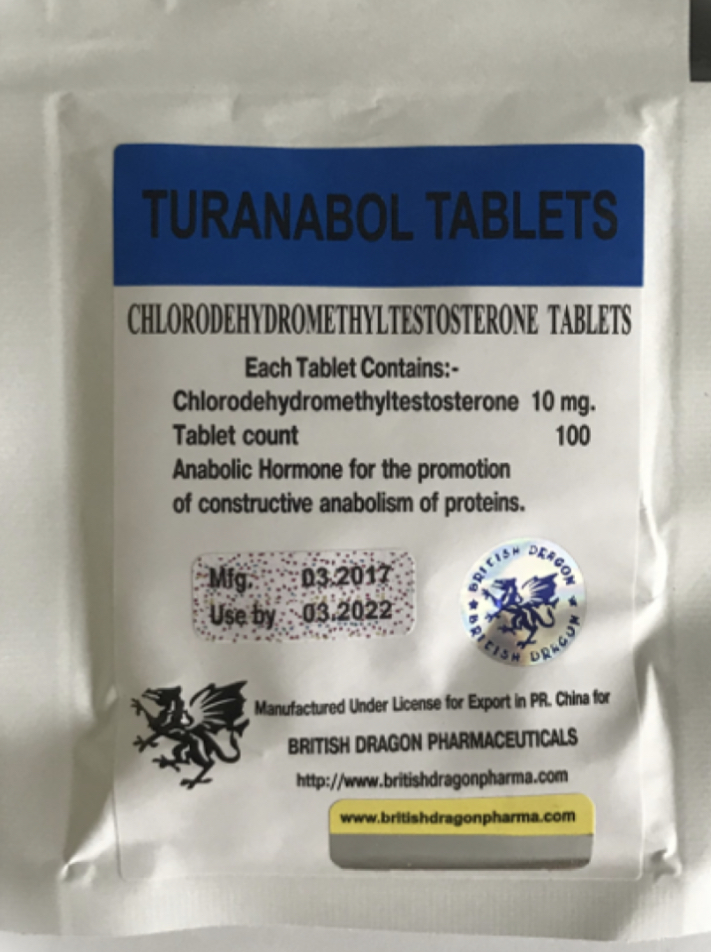 TURANABOL TABLETS
CHLORODEHYDROMETHYLTESTOSTERONE TABLETS
Each Tablet Contains:-
Chlorodehydromethyltestosterone 10 mg.
Tablet count 100
Anabolic Hormone for the promotion
of constructive anabolism of proteins.
Mfg. 03.2017
Use by 03.2022
BRITISH DRAGON
BRITISH DRAGON
Manufactured Under License for Export in PR. China for
BRITISH DRAGON PHARMACEUTICALS
http://www.britishdragonpharma.com
www.britishdragonpharma.com